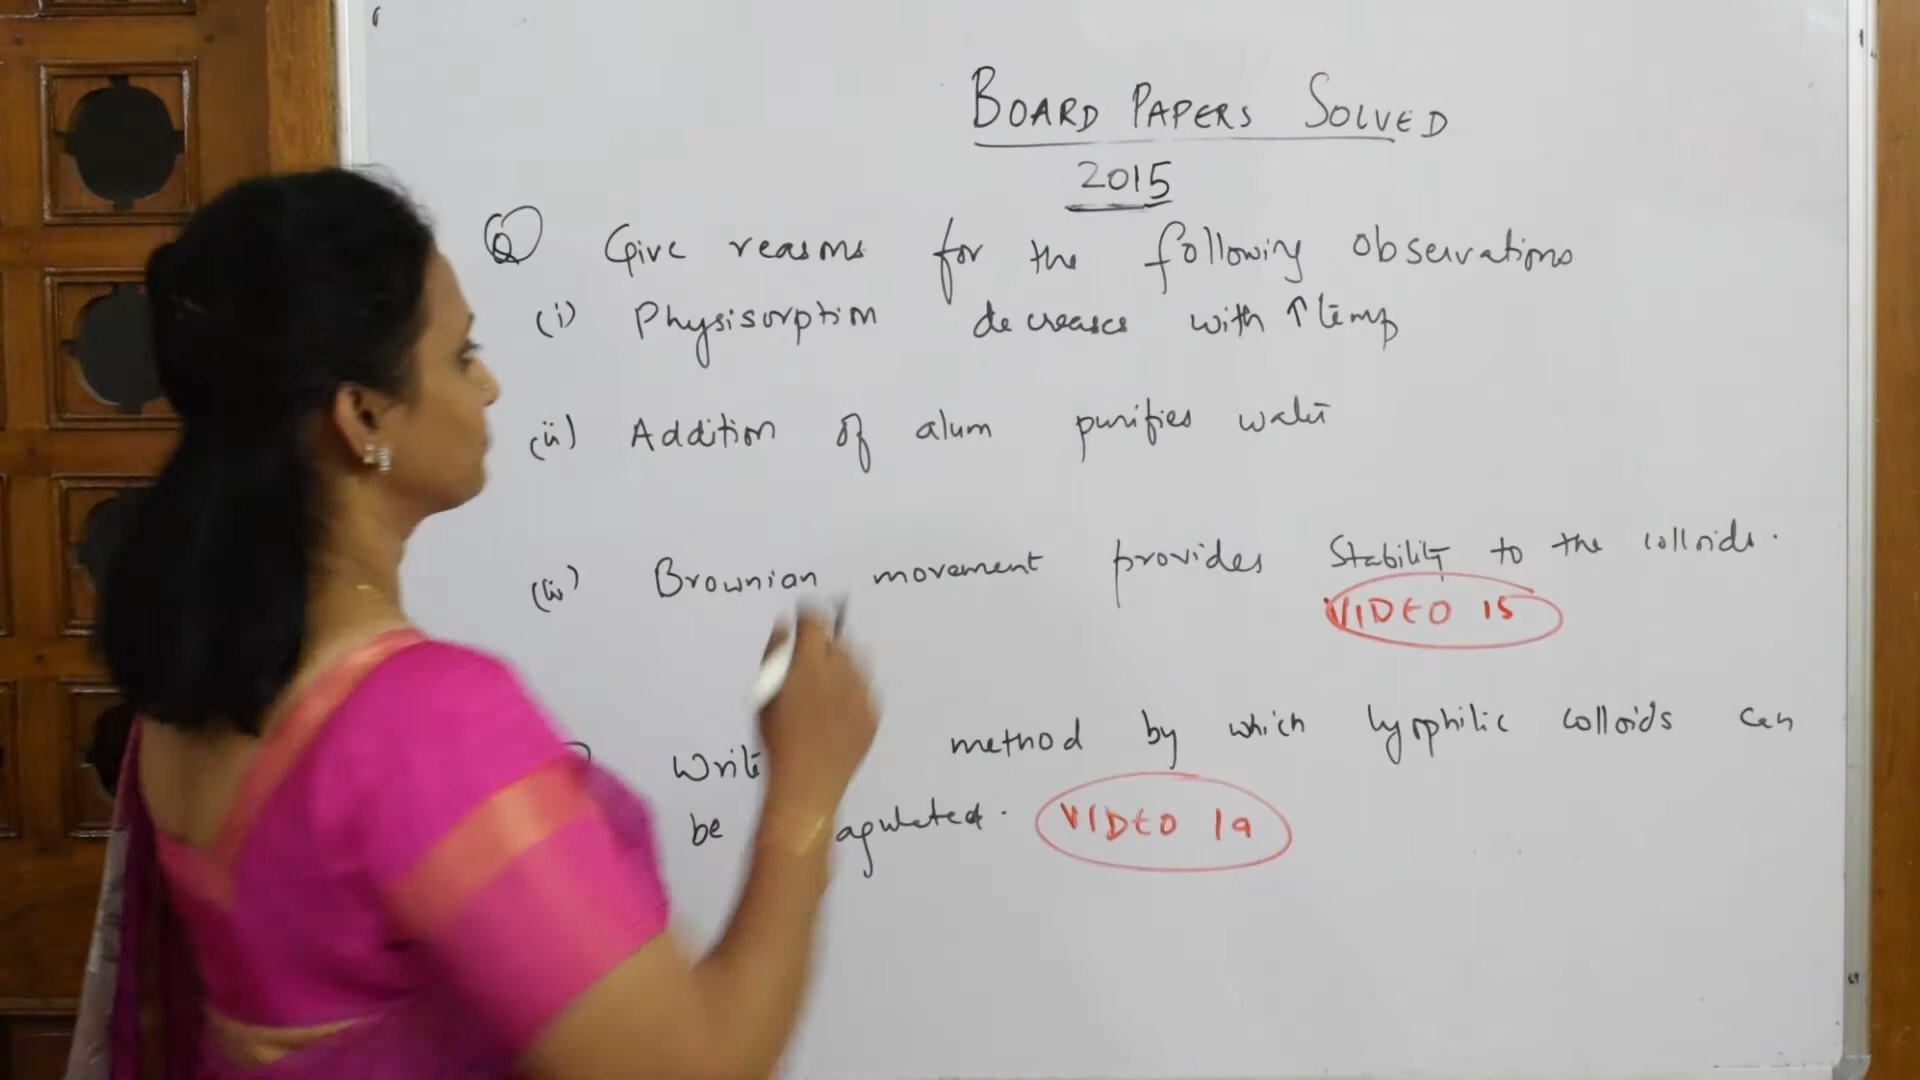 BOARD PAPERS SOLVED
2015
Q Give reasons for the following observations
(i) Physisorption decreases with ↑ temp
(ii) Addition of alum purifies water
(iii) Brownian movement provides stability to the colloids.
VIDEO 15
method by which lyophilic colloids can
be agulated. VIDEO 19